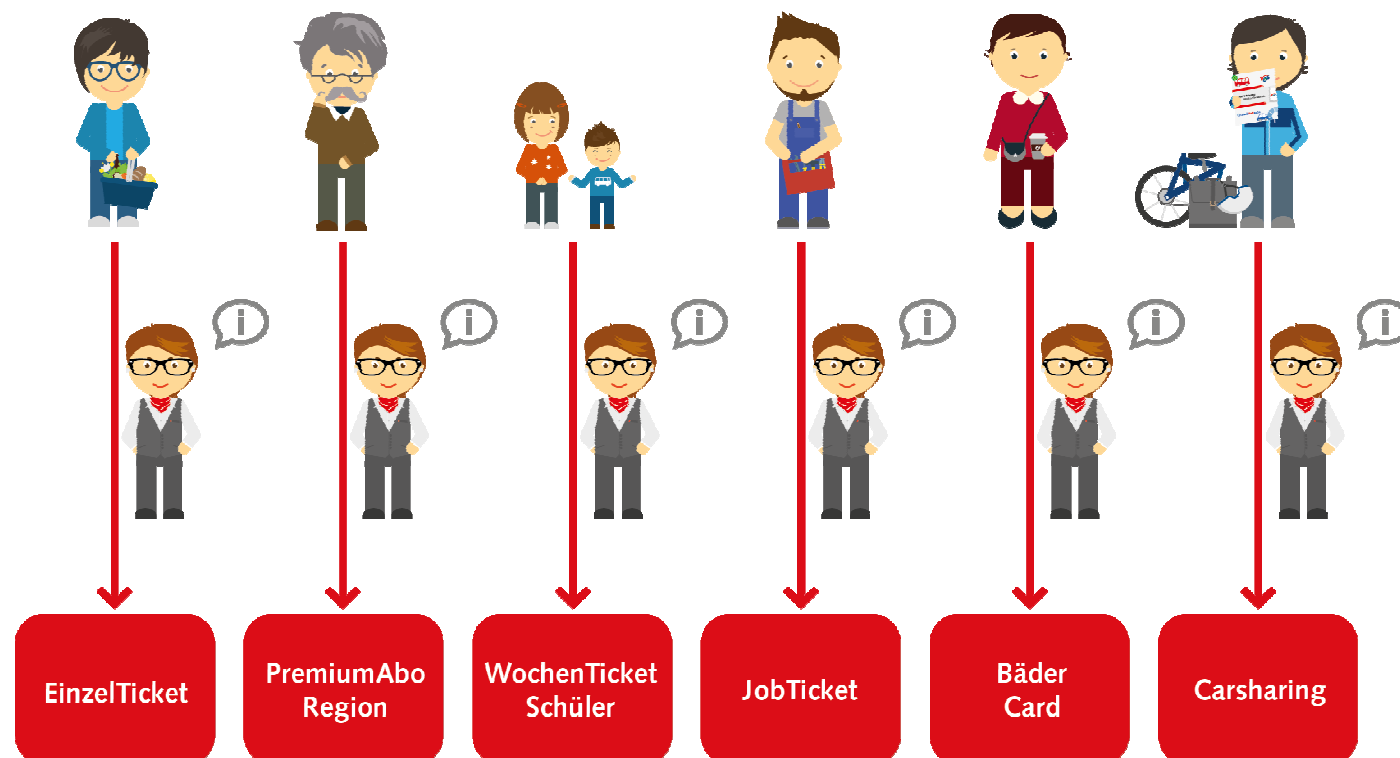 i
i
i
i
i
i
EinzelTicket
PremiumAbo
Region
WochenTicket
Schüler
JobTicket
Bäder
Card
Carsharing